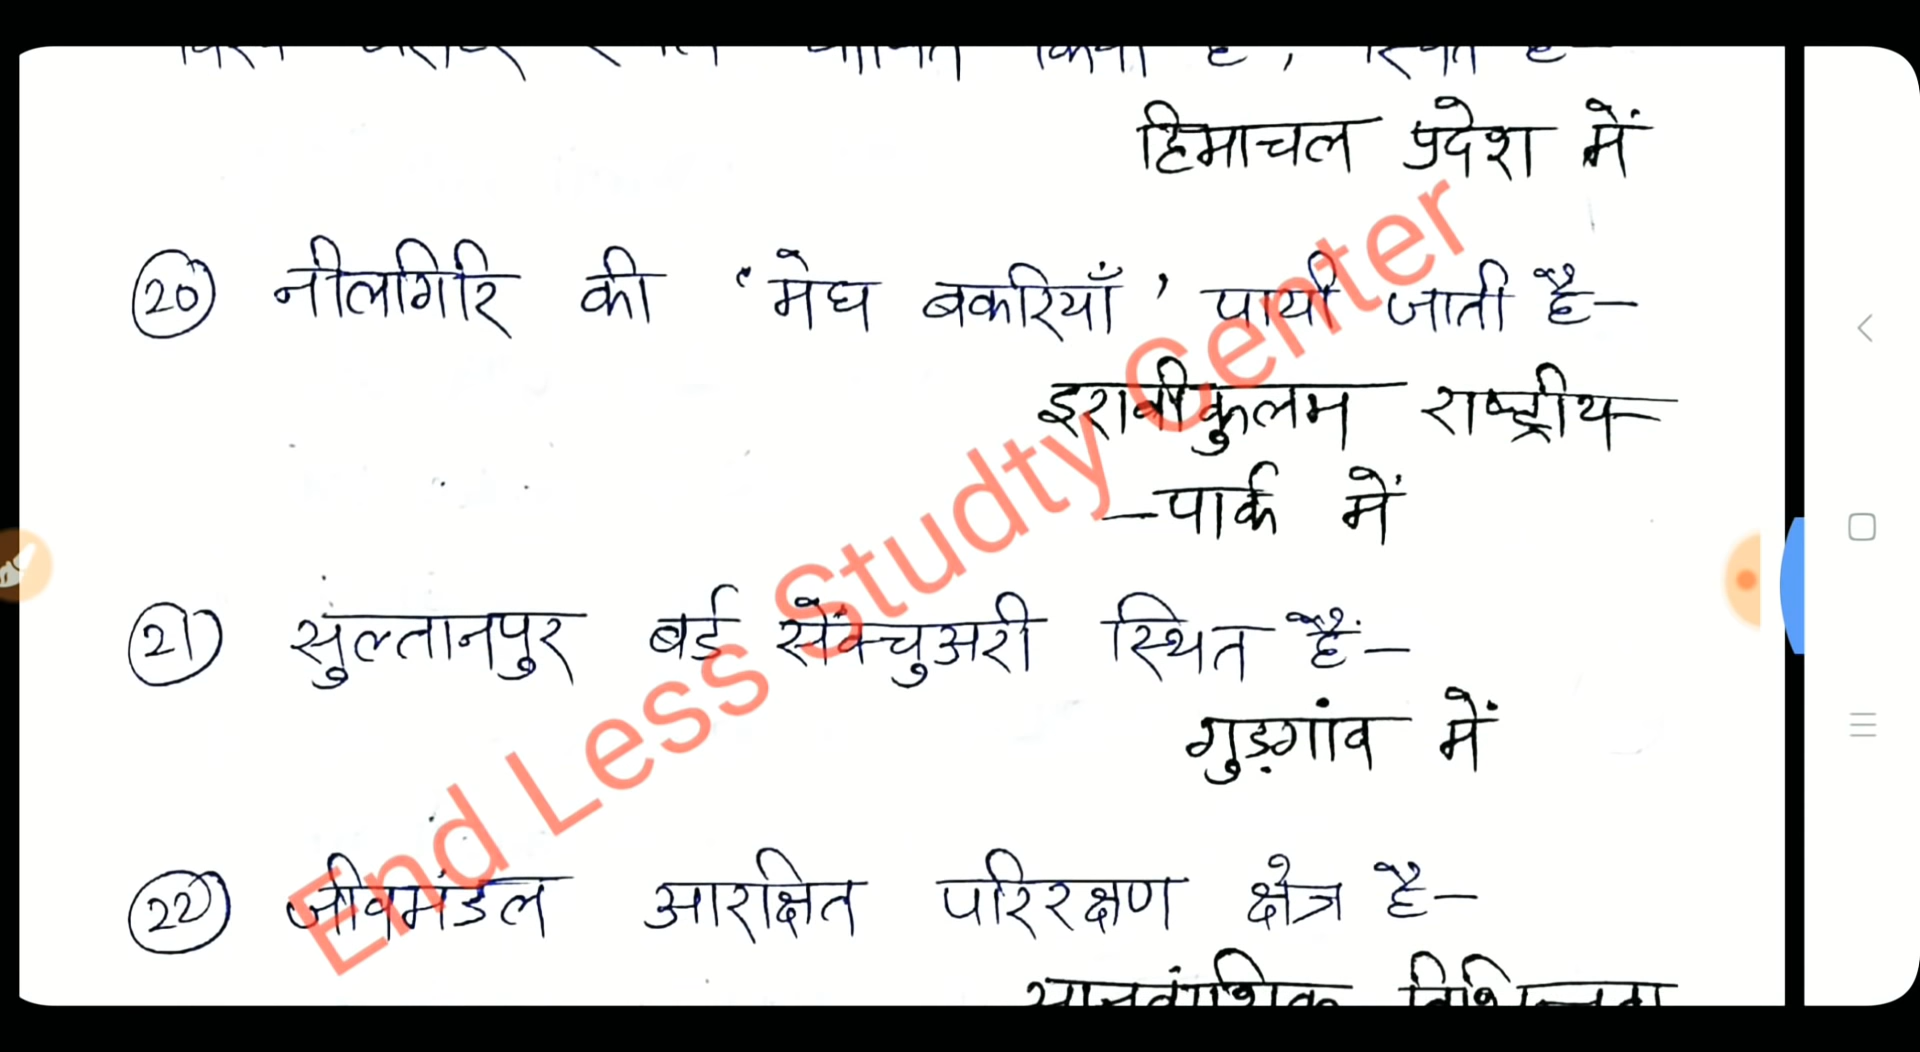 हिमाचल प्रदेश में
20 नीलगिरि की 'मेघ बकरियाँ' पायी जाती है-
इरावीकुलम राष्ट्रीय-
-पार्क में
21 सुल्तानपुर बर्ड सेंक्चुअरी स्थित हैं-
गुड़गांव में
22 जीवमंडल आरक्षित परिरक्षण क्षेत्र है-
End Less Studty Center